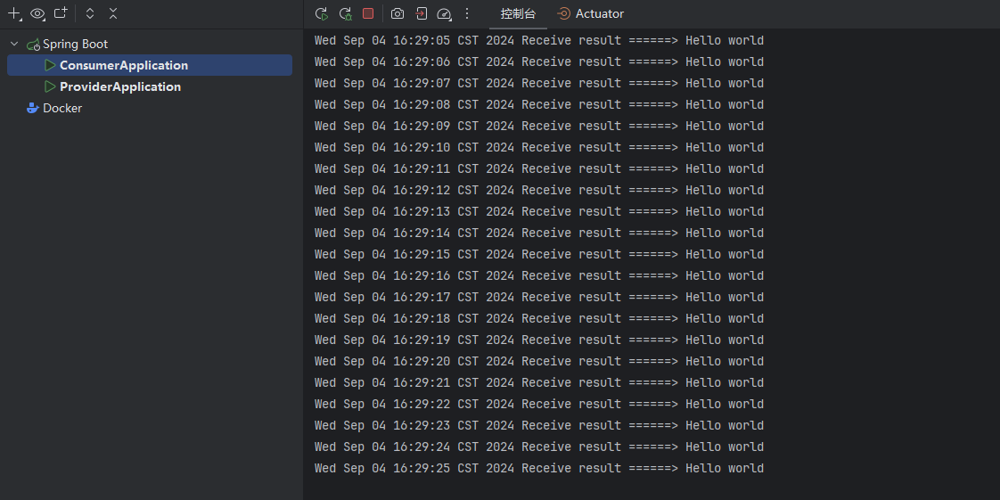 控制台
Actuator
Spring Boot
ConsumerApplication
ProviderApplication
Docker
Wed Sep 04 16:29:05 CST 2024 Receive result ======> Hello world
Wed Sep 04 16:29:06 CST 2024 Receive result ======> Hello world
Wed Sep 04 16:29:07 CST 2024 Receive result ======> Hello world
Wed Sep 04 16:29:08 CST 2024 Receive result ======> Hello world
Wed Sep 04 16:29:09 CST 2024 Receive result ======> Hello world
Wed Sep 04 16:29:10 CST 2024 Receive result ======> Hello world
Wed Sep 04 16:29:11 CST 2024 Receive result ======> Hello world
Wed Sep 04 16:29:12 CST 2024 Receive result ======> Hello world
Wed Sep 04 16:29:13 CST 2024 Receive result ======> Hello world
Wed Sep 04 16:29:14 CST 2024 Receive result ======> Hello world
Wed Sep 04 16:29:15 CST 2024 Receive result ======> Hello world
Wed Sep 04 16:29:16 CST 2024 Receive result ======> Hello world
Wed Sep 04 16:29:17 CST 2024 Receive result ======> Hello world
Wed Sep 04 16:29:18 CST 2024 Receive result ======> Hello world
Wed Sep 04 16:29:19 CST 2024 Receive result ======> Hello world
Wed Sep 04 16:29:20 CST 2024 Receive result ======> Hello world
Wed Sep 04 16:29:21 CST 2024 Receive result ======> Hello world
Wed Sep 04 16:29:22 CST 2024 Receive result ======> Hello world
Wed Sep 04 16:29:23 CST 2024 Receive result ======> Hello world
Wed Sep 04 16:29:24 CST 2024 Receive result ======> Hello world
Wed Sep 04 16:29:25 CST 2024 Receive result ======> Hello world